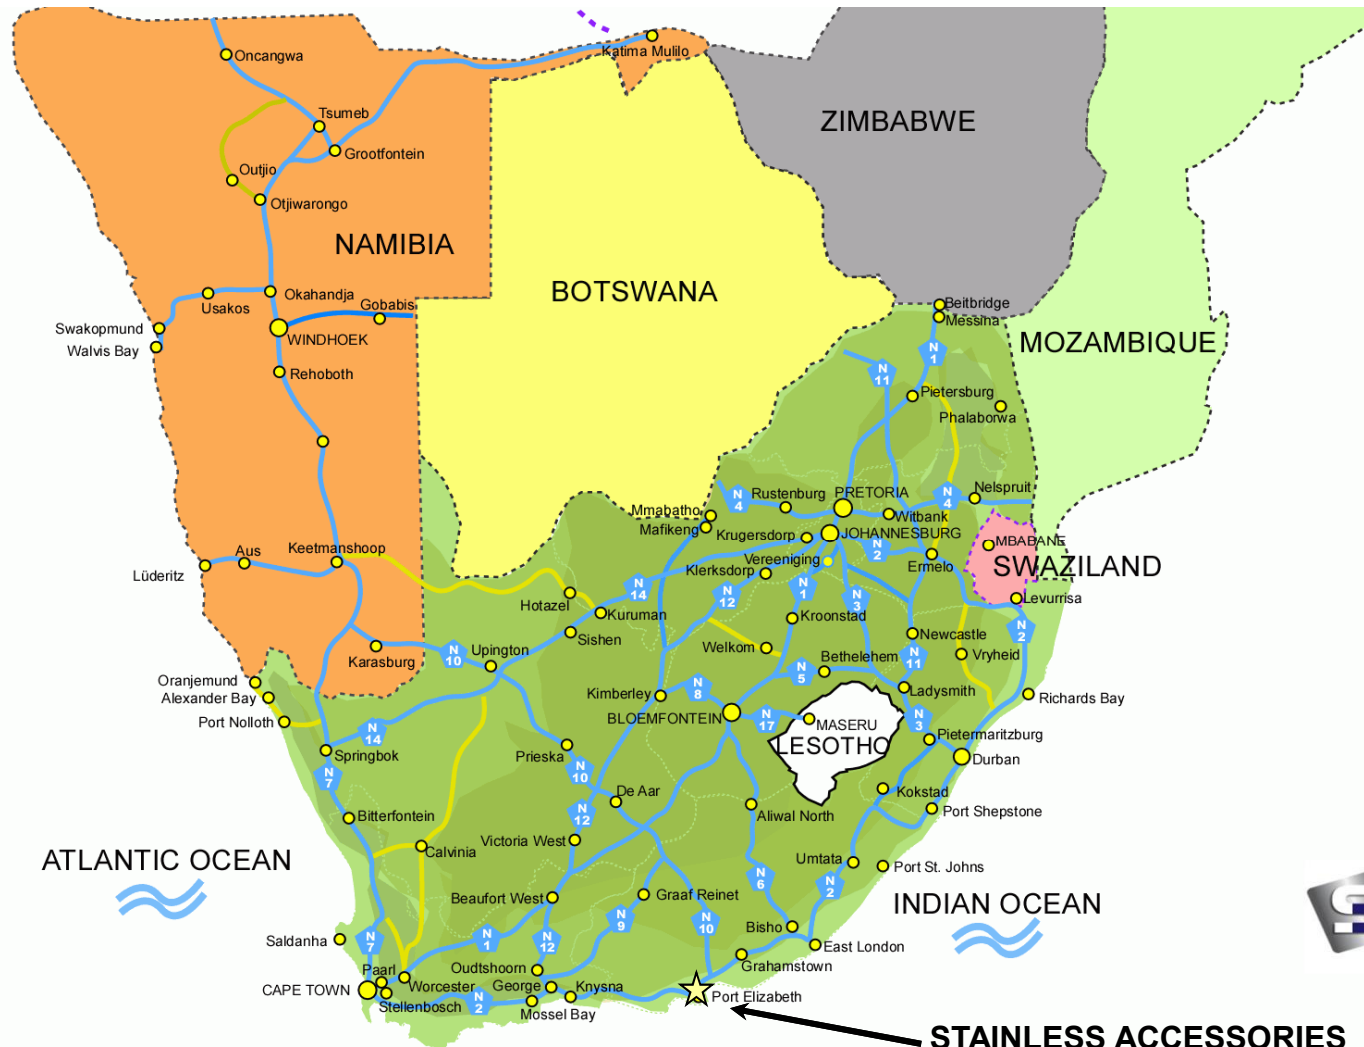 Oncangwa
Katima Mulilo
Tsumeb
ZIMBABWE
Grootfontein
Outjio
Otjiwarongo
NAMIBIA
BOTSWANA
Okahandja
Gobabis
Usakos
Beitbridge
Messina
Swakopmund
WINDHOEK
Walvis Bay
MOZAMBIQUE
N
1
Rehoboth
N
11
Pietersburg
Phalaborwa
Nelspruit
Rustenburg
PRETORIA
N
4
N
4
Mmabatho
Witbank
Mafikeng
Krugersdorp
JOHANNESBURG
MBABANE
Keetmanshoop
Aus
N
2
Vereeniging
Ermelo
SWAZILAND
Lüderitz
Klerksdorp
N
14
N
1
N
12
N
3
Levurrisa
Hotazel
Kuruman
Kroonstad
N
2
Sishen
Newcastle
Karasburg
N
10
Upington
Welkom
Bethelehem
N
11
Vryheid
N
5
Oranjemund
Alexander Bay
Kimberley
N
8
Ladysmith
Richards Bay
Port Nolloth
BLOEMFONTEIN
N
17
MASERU
N
3
N
14
LESOTHO
Pietermaritzburg
Springbok
Prieska
Durban
N
7
N
10
De Aar
Kokstad
Bitterfontein
N
12
Aliwal North
Port Shepstone
Victoria West
Calvinia
ATLANTIC OCEAN
Umtata
Port St. Johns
N
6
N
2
Beaufort West
Graaf Reinet
INDIAN OCEAN
N
9
N
10
Bisho
Saldanha
N
7
N
1
N
12
East London
Grahamstown
Paarl
Oudtshoorn
CAPE TOWN
Worcester
George
Knysna
Port Elizabeth
Stellenbosch
N
2
Mossel Bay
STAINLESS ACCESSORIES